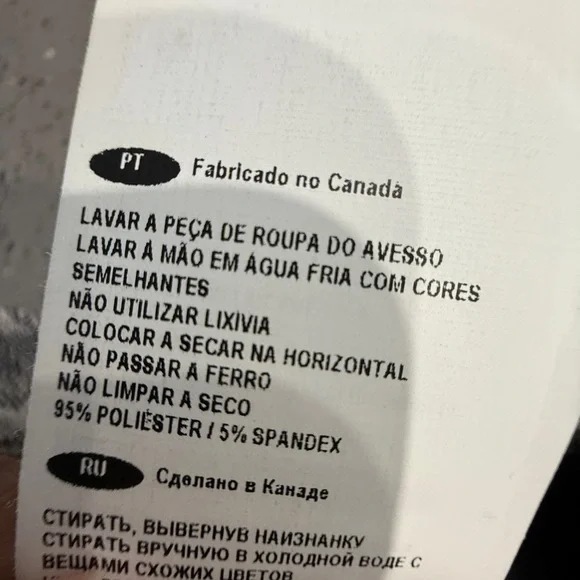 PT Fabricado no Canadá
LAVAR A PEÇA DE ROUPA DO AVESSO
LAVAR À MÃO EM ÁGUA FRIA COM CORES
SEMELHANTES
NÃO UTILIZAR LIXÍVIA
COLOCAR A SECAR NA HORIZONTAL
NÃO PASSAR A FERRO
NÃO LIMPAR A SECO
95% POLIÉSTER / 5% SPANDEX
RU Сделано в Канаде
СТИРАТЬ, ВЫВЕРНУВ НАИЗНАНКУ
СТИРАТЬ ВРУЧНУЮ В ХОЛОДНОЙ ВОДЕ С
ВЕЩАМИ СХОЖИХ ЦВЕТОВ